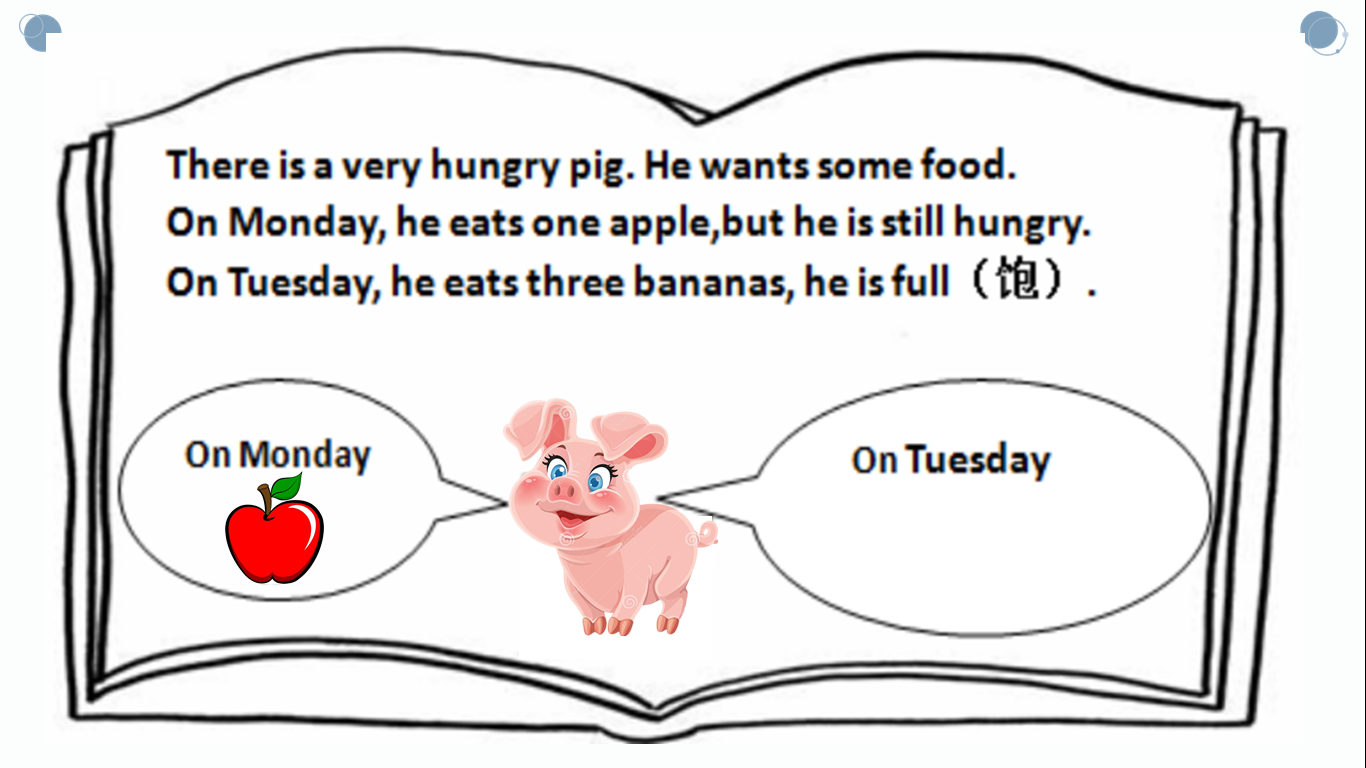 There is a very hungry pig. He wants some food.
On Monday, he eats one apple,but he is still hungry.
On Tuesday, he eats three bananas, he is full（饱）.
On Monday
On Tuesday